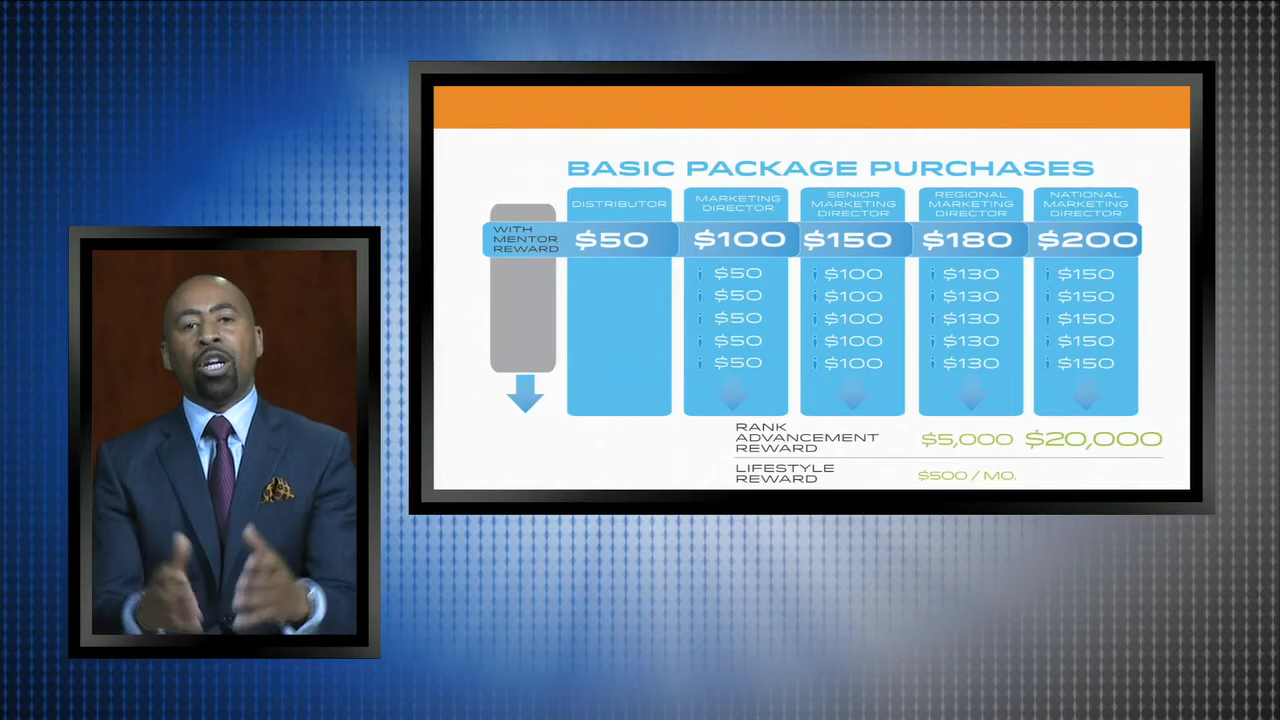 BASIC PACKAGE PURCHASES
DISTRIBUTOR
MARKETING
DIRECTOR
SENIOR
MARKETING
DIRECTOR
REGIONAL
MARKETING
DIRECTOR
NATIONAL
MARKETING
DIRECTOR
WITH
MENTOR
REWARD
$50 $100 $150 $180 $200
$50 $100 $130 $150
$50 $100 $130 $150
$50 $100 $130 $150
$50 $100 $130 $150
$50 $100 $130 $150
RANK
ADVANCEMENT
REWARD
$5,000 $20,000
LIFESTYLE
REWARD
$500 / MO.